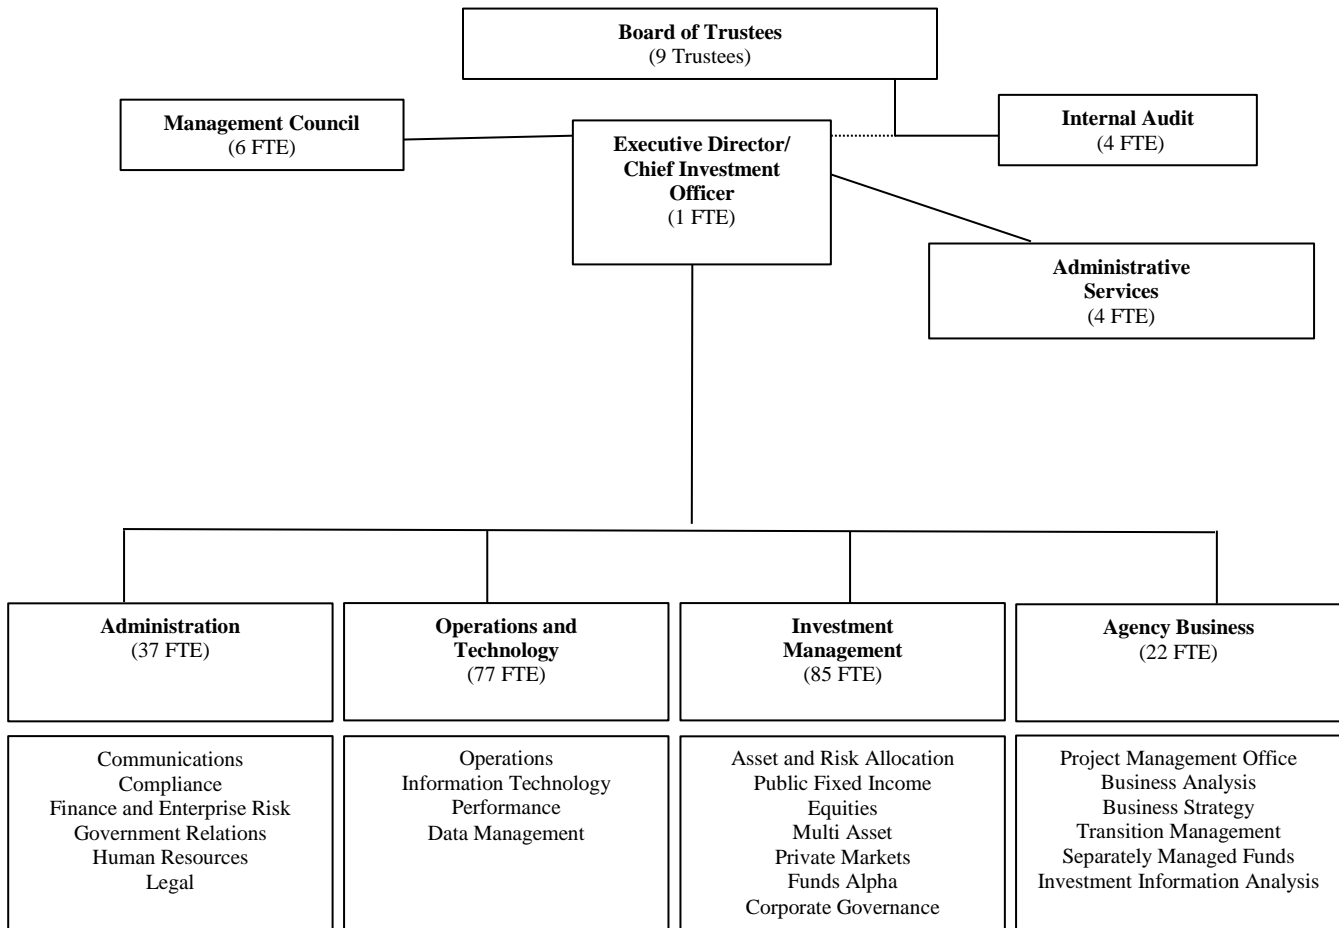 Board of Trustees
(9 Trustees)
Management Council
(6 FTE)
Executive Director/
Chief Investment
Officer
(1 FTE)
Internal Audit
(4 FTE)
Administrative
Services
(4 FTE)
Administration
(37 FTE)
Operations and
Technology
(77 FTE)
Investment
Management
(85 FTE)
Agency Business
(22 FTE)
Communications
Compliance
Finance and Enterprise Risk
Government Relations
Human Resources
Legal
Operations
Information Technology
Performance
Data Management
Asset and Risk Allocation
Public Fixed Income
Equities
Multi Asset
Private Markets
Funds Alpha
Corporate Governance
Project Management Office
Business Analysis
Business Strategy
Transition Management
Separately Managed Funds
Investment Information Analysis